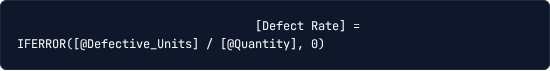 [Defect Rate] =
IFERROR([@Defective_Units] / [@Quantity], 0)